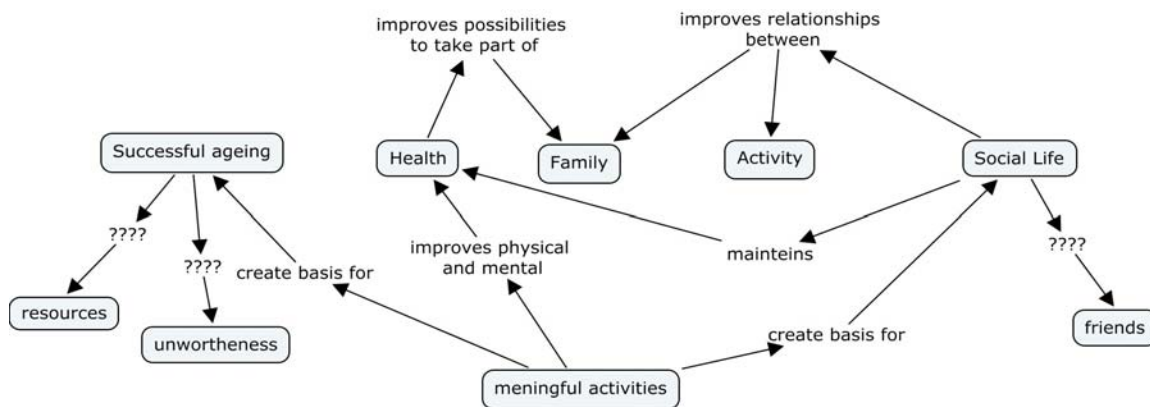 improves possibilities
to take part of
improves relationships
between
Successful ageing
Health
Family
Activity
Social Life
????
????
create basis for
improves physical
and mental
mainteins
????
resources
unwortheness
create basis for
friends
meningful activities